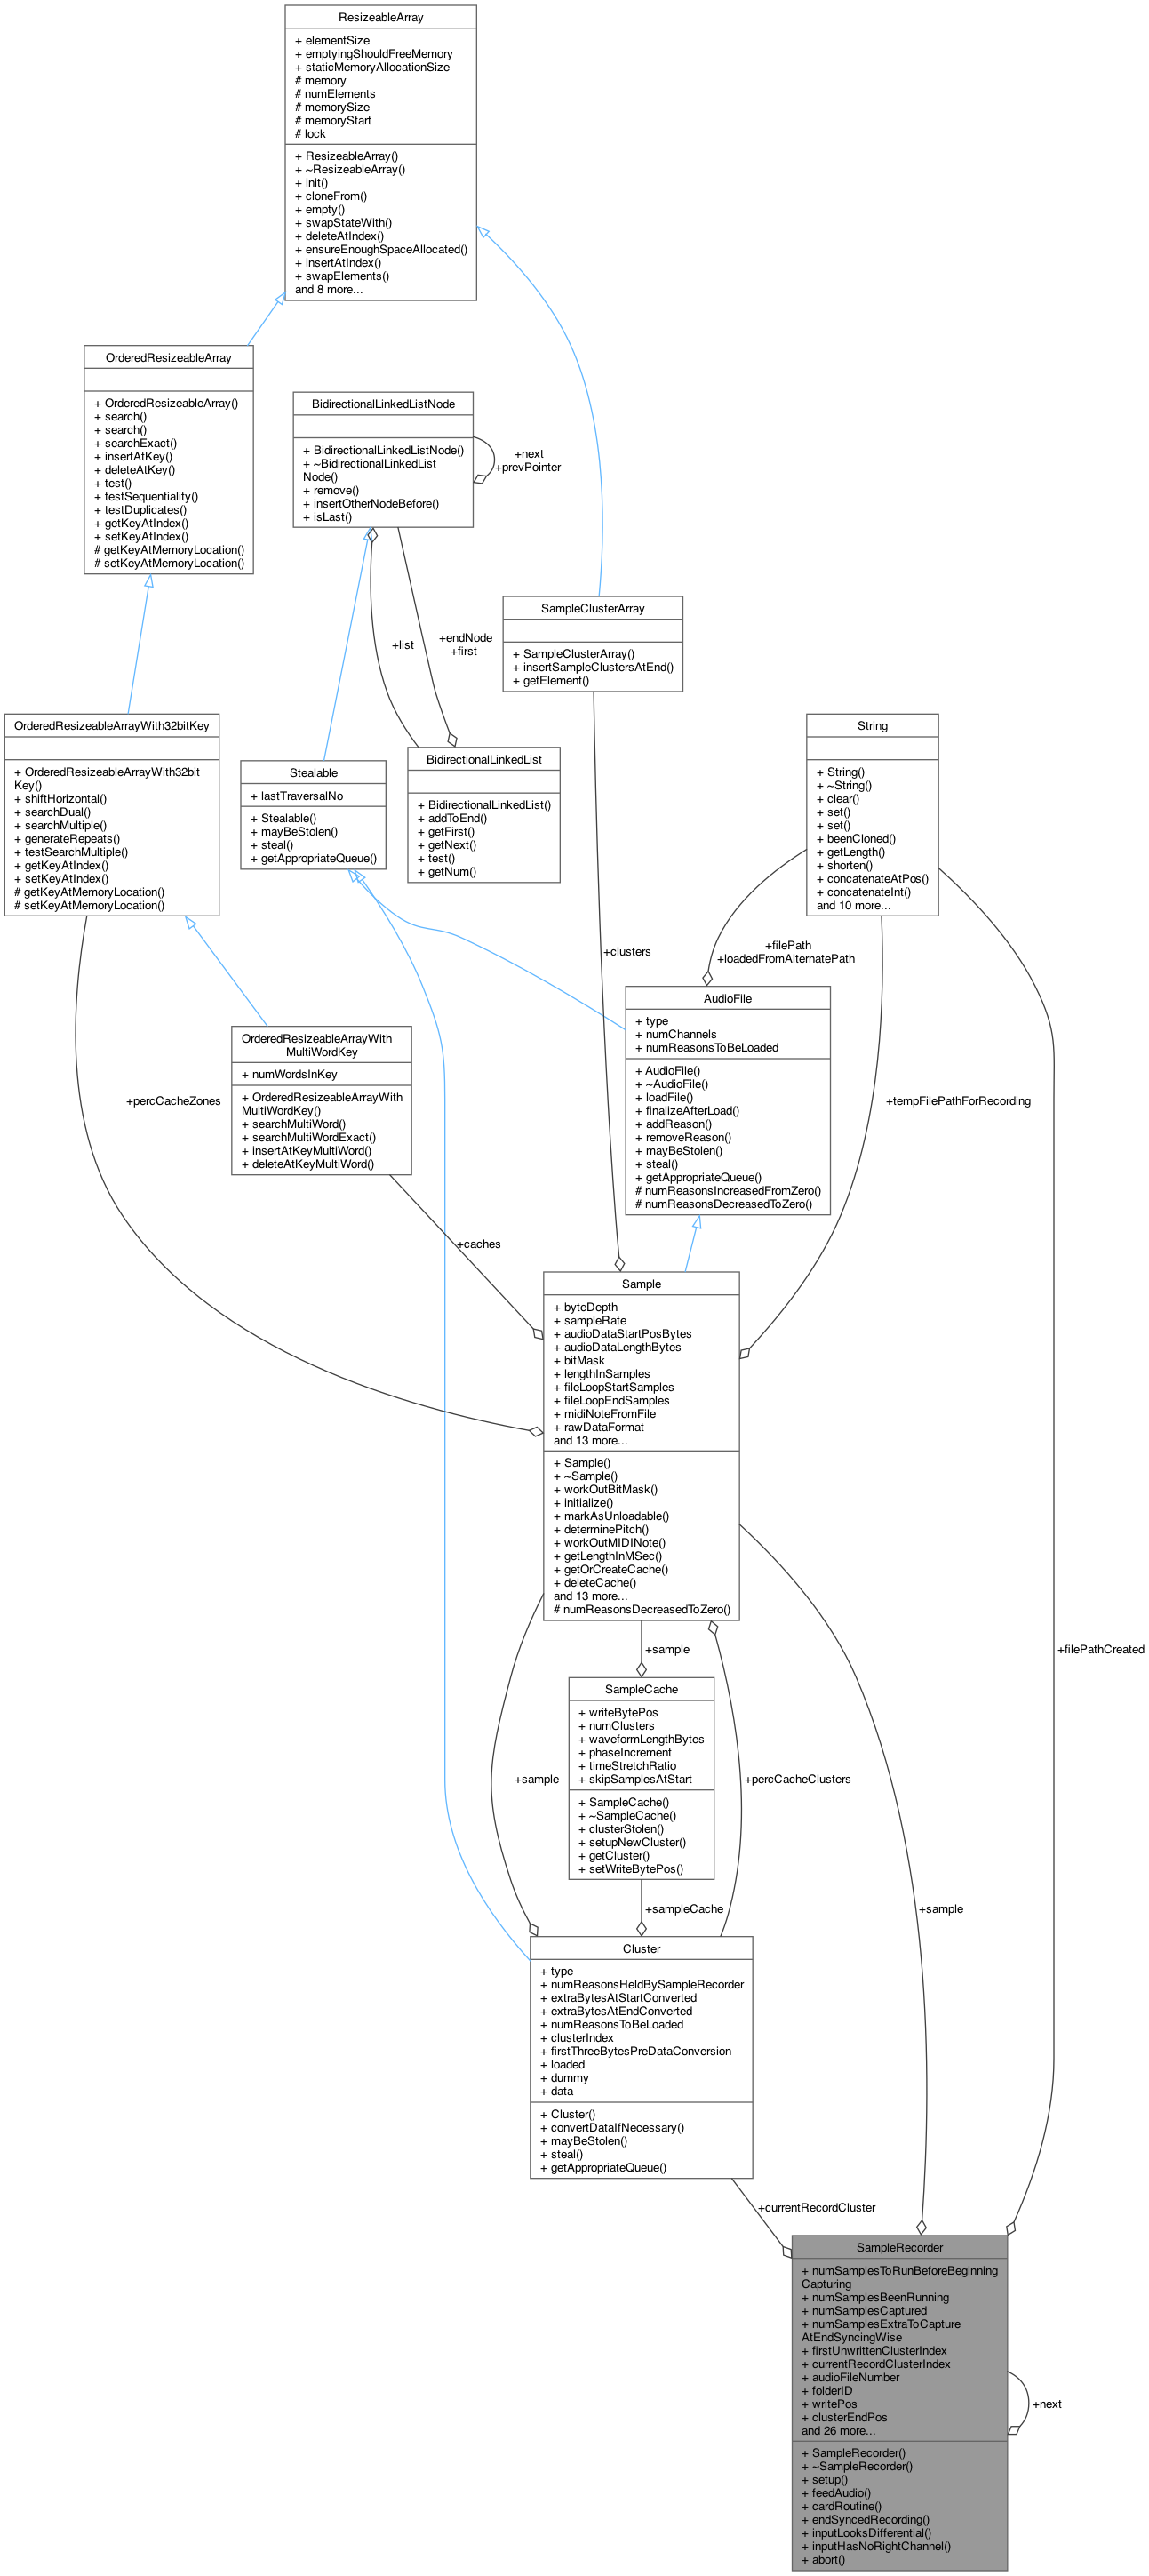 ResizeableArray
+ elementSize
+ emptyingShouldFreeMemory
+ staticMemoryAllocationSize
# memory
# numElements
# memorySize
# memoryStart
# lock
+ ResizeableArray()
+ ~ResizeableArray()
+ init()
+ cloneFrom()
+ empty()
+ swapStateWith()
+ deleteAtIndex()
+ ensureEnoughSpaceAllocated()
+ insertAtIndex()
+ swapElements()
and 8 more...
OrderedResizeableArray
+ OrderedResizeableArray()
+ search()
+ search()
+ searchExact()
+ insertAtKey()
+ deleteAtKey()
+ test()
+ testSequentiality()
+ testDuplicates()
+ getKeyAtIndex()
+ setKeyAtIndex()
# getKeyAtMemoryLocation()
# setKeyAtMemoryLocation()
BidirectionalLinkedListNode
+ BidirectionalLinkedListNode()
+ ~BidirectionalLinkedList
Node()
+ remove()
+ insertOtherNodeBefore()
+ isLast()
+next
+prevPointer
SampleClusterArray
+ SampleClusterArray()
+ insertSampleClustersAtEnd()
+ getElement()
+list
+endNode
+first
OrderedResizeableArrayWith32bitKey
+ OrderedResizeableArrayWith32bit
Key()
+ shiftHorizontal()
+ searchDual()
+ searchMultiple()
+ generateRepeats()
+ testSearchMultiple()
+ getKeyAtIndex()
+ setKeyAtIndex()
# getKeyAtMemoryLocation()
# setKeyAtMemoryLocation()
Stealable
+ lastTraversalNo
+ Stealable()
+ mayBeStolen()
+ steal()
+ getAppropriateQueue()
BidirectionalLinkedList
+ BidirectionalLinkedList()
+ addToEnd()
+ getFirst()
+ getNext()
+ test()
+ getNum()
String
+ String()
+ ~String()
+ clear()
+ set()
+ set()
+ beenCloned()
+ getLength()
+ shorten()
+ concatenateAtPos()
+ concatenateInt()
and 10 more...
+clusters
+filePath
+loadedFromAlternatePath
AudioFile
+ type
+ numChannels
+ numReasonsToBeLoaded
+ AudioFile()
+ ~AudioFile()
+ loadFile()
+ finalizeAfterLoad()
+ addReason()
+ removeReason()
+ mayBeStolen()
+ steal()
+ getAppropriateQueue()
# numReasonsIncreasedFromZero()
# numReasonsDecreasedToZero()
OrderedResizeableArrayWith
MultiWordKey
+ numWordsInKey
+ OrderedResizeableArrayWith
MultiWordKey()
+ searchMultiWord()
+ searchMultiWordExact()
+ insertAtKeyMultiWord()
+ deleteAtKeyMultiWord()
+percCacheZones
+tempFilePathForRecording
+caches
Sample
+ byteDepth
+ sampleRate
+ audioDataStartPosBytes
+ audioDataLengthBytes
+ bitMask
+ lengthInSamples
+ fileLoopStartSamples
+ fileLoopEndSamples
+ midiNoteFromFile
+ rawDataFormat
and 13 more...
+ Sample()
+ ~Sample()
+ workOutBitMask()
+ initialize()
+ markAsUnloadable()
+ determinePitch()
+ workOutMIDINote()
+ getLengthInMSec()
+ getOrCreateCache()
+ deleteCache()
and 13 more...
# numReasonsDecreasedToZero()
+sample
+filePathCreated
SampleCache
+ writeBytePos
+ numClusters
+ waveformLengthBytes
+ phaseIncrement
+ timeStretchRatio
+ skipSamplesAtStart
+ SampleCache()
+ ~SampleCache()
+ clusterStolen()
+ setupNewCluster()
+ getCluster()
+ setWriteBytePos()
+sample
+percCacheClusters
+sampleCache
+sample
Cluster
+ type
+ numReasonsHeldBySampleRecorder
+ extraBytesAtStartConverted
+ extraBytesAtEndConverted
+ numReasonsToBeLoaded
+ clusterIndex
+ firstThreeBytesPreDataConversion
+ loaded
+ dummy
+ data
+ Cluster()
+ convertDataIfNecessary()
+ mayBeStolen()
+ steal()
+ getAppropriateQueue()
+currentRecordCluster
SampleRecorder
+ numSamplesToRunBeforeBeginning
Capturing
+ numSamplesBeenRunning
+ numSamplesCaptured
+ numSamplesExtraToCapture
AtEndSyncingWise
+ firstUnwrittenClusterIndex
+ currentRecordClusterIndex
+ audioFileNumber
+ folderID
+ writePos
+ clusterEndPos
and 26 more...
+ SampleRecorder()
+ ~SampleRecorder()
+ setup()
+ feedAudio()
+ cardRoutine()
+ endSyncedRecording()
+ inputLooksDifferential()
+ inputHasNoRightChannel()
+ abort()
+next